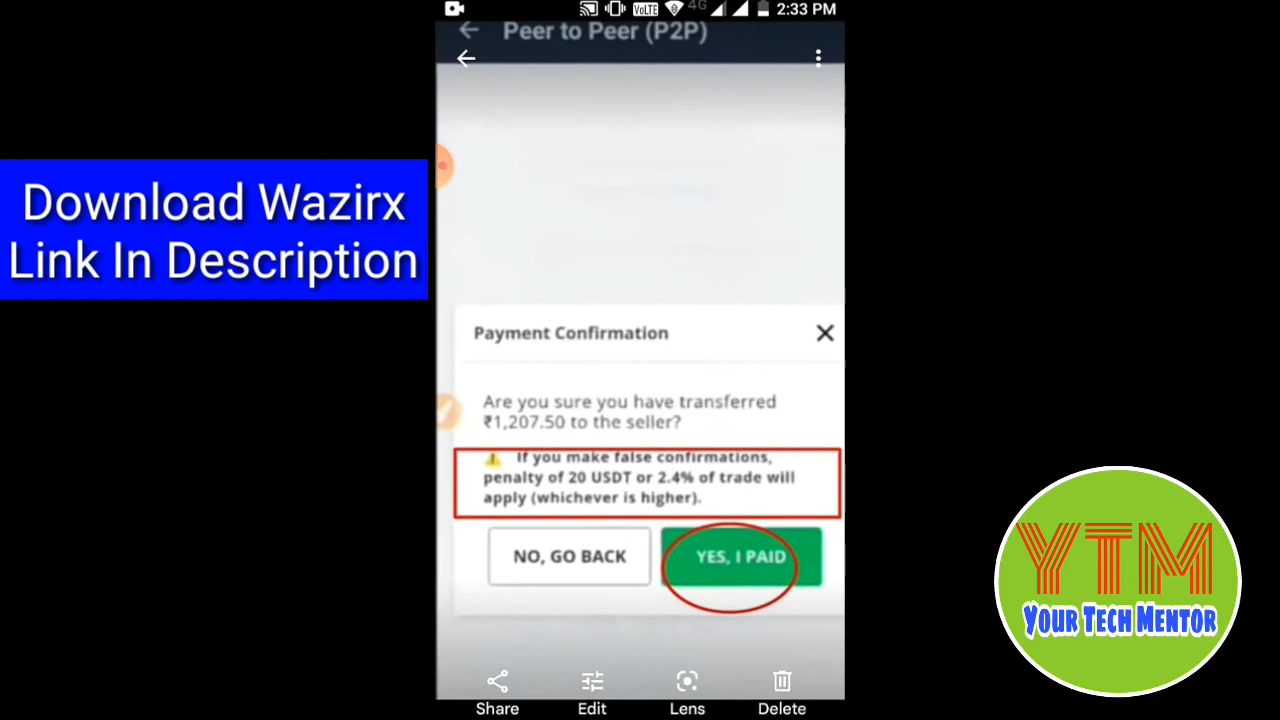 4G
2:33 PM
VoLTE
Peer to Peer (P2P)
Download Wazirx
Link In Description
Payment Confirmation
Are you sure you have transferred
₹1,207.50 to the seller?
If you make false confirmations,
penalty of 20 USDT or 2.4% of trade will
apply (whichever is higher).
NO, GO BACK
YES, I PAID
YTM
Your Tech Mentor
Share
Edit
Lens
Delete